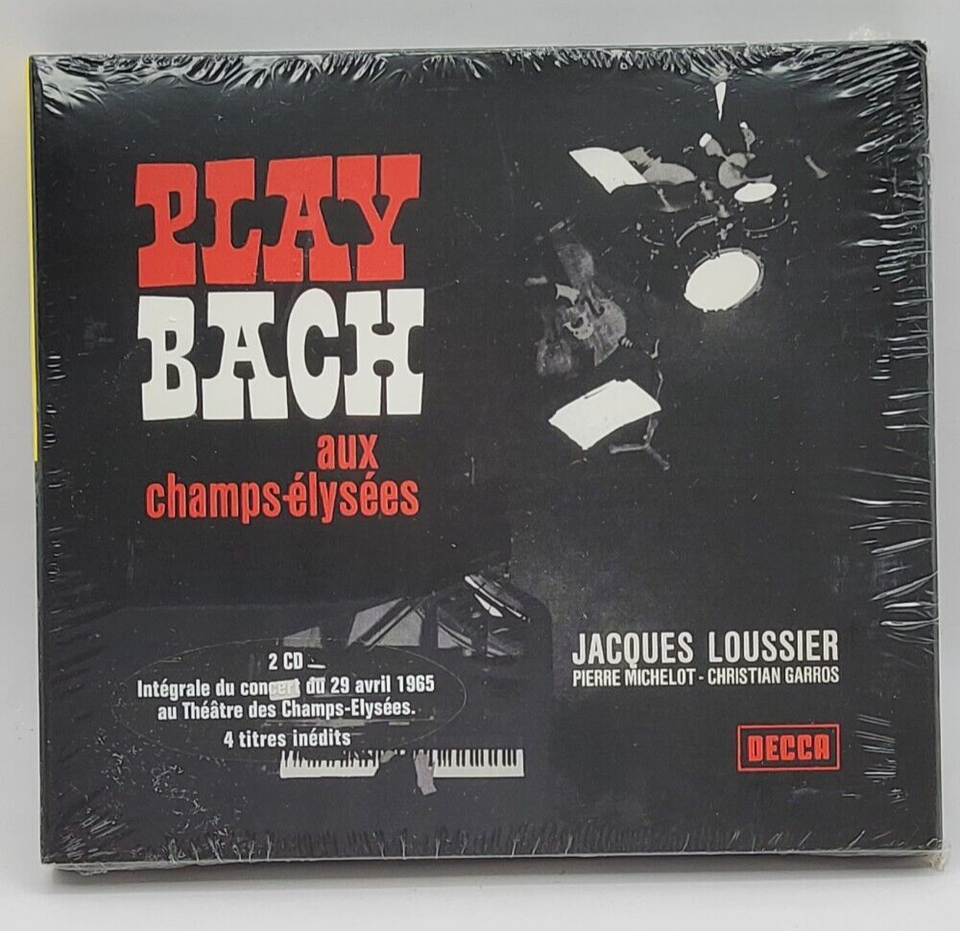 PLAY
BACH
aux
champs-élysées
2 CD
Intégrale du concert du 29 avril 1965
au Théâtre des Champs-Elysées.
4 titres inédits
JACQUES LOUSSIER
PIERRE MICHELOT - CHRISTIAN GARROS
DECCA